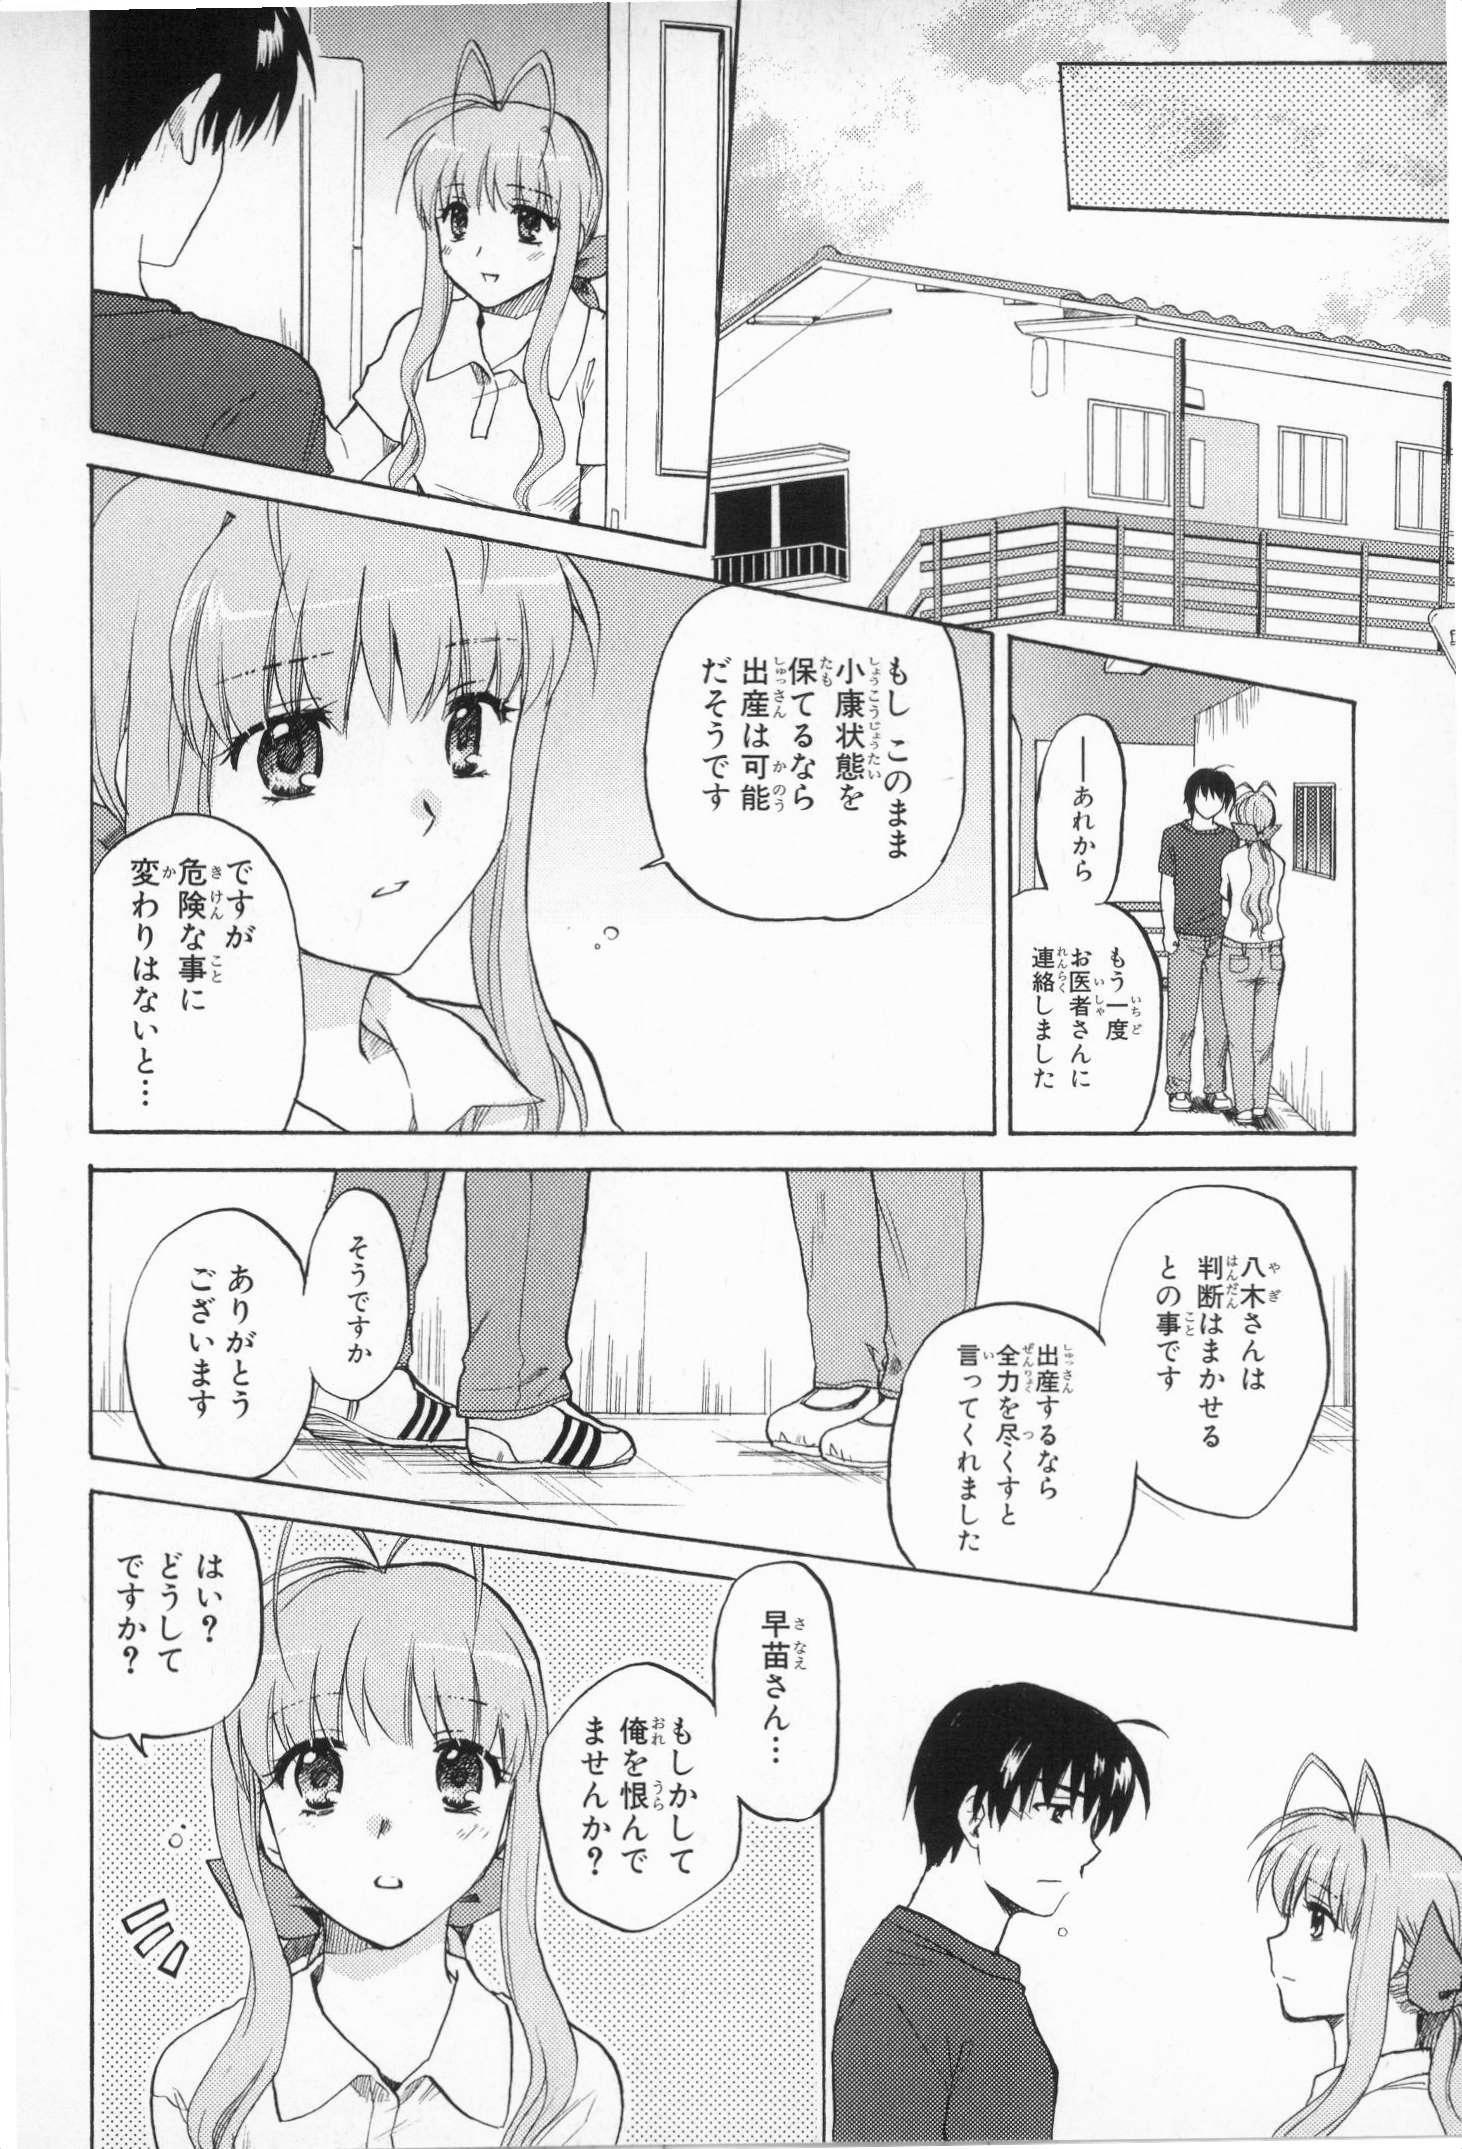 ―あれから
もう一度
お医者さんに
連絡しました
もし このまま
小康状態を
保てるなら
出産は可能
だそうです
ですが
危険な事に
変わりはないと…
八木さんは
判断はまかせる
との事です
出産するなら
全力を尽くすと
言ってくれました
そうですか
ありがとう
ございます
早苗さん…
もしかして
俺を恨んで
ませんか？
はい？
どうして
ですか？